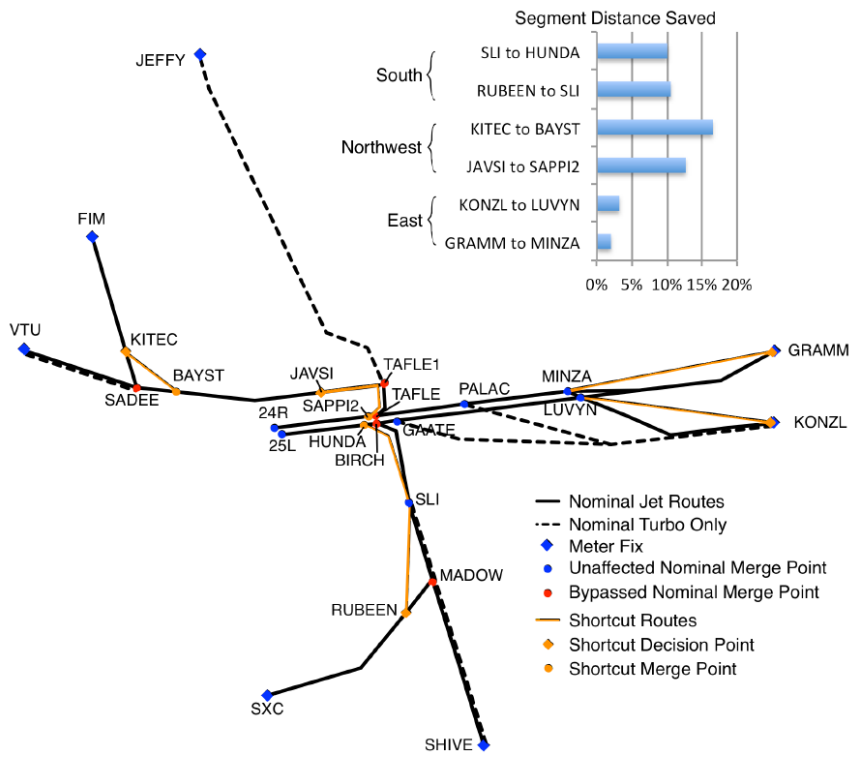 Segment Distance Saved
JEFFY
South
SLI to HUNDA
RUBEEN to SLI
Northwest
KITEC to BAYST
JAVSI to SAPPI2
East
KONZL to LUVYN
GRAMM to MINZA
0% 5% 10% 15% 20%
FIM
VTU
KITEC
BAYST
SADEE
JAVSI
TAFLE1
SAPPI2
TAFLE
PALAC
MINZA
GRAMM
24R
LUVYN
25L
HUNDA
GAATE
KONZL
BIRCH
SLI
MADOW
RUBEEN
SXC
SHIVE
Nominal Jet Routes
Nominal Turbo Only
Meter Fix
Unaffected Nominal Merge Point
Bypassed Nominal Merge Point
Shortcut Routes
Shortcut Decision Point
Shortcut Merge Point